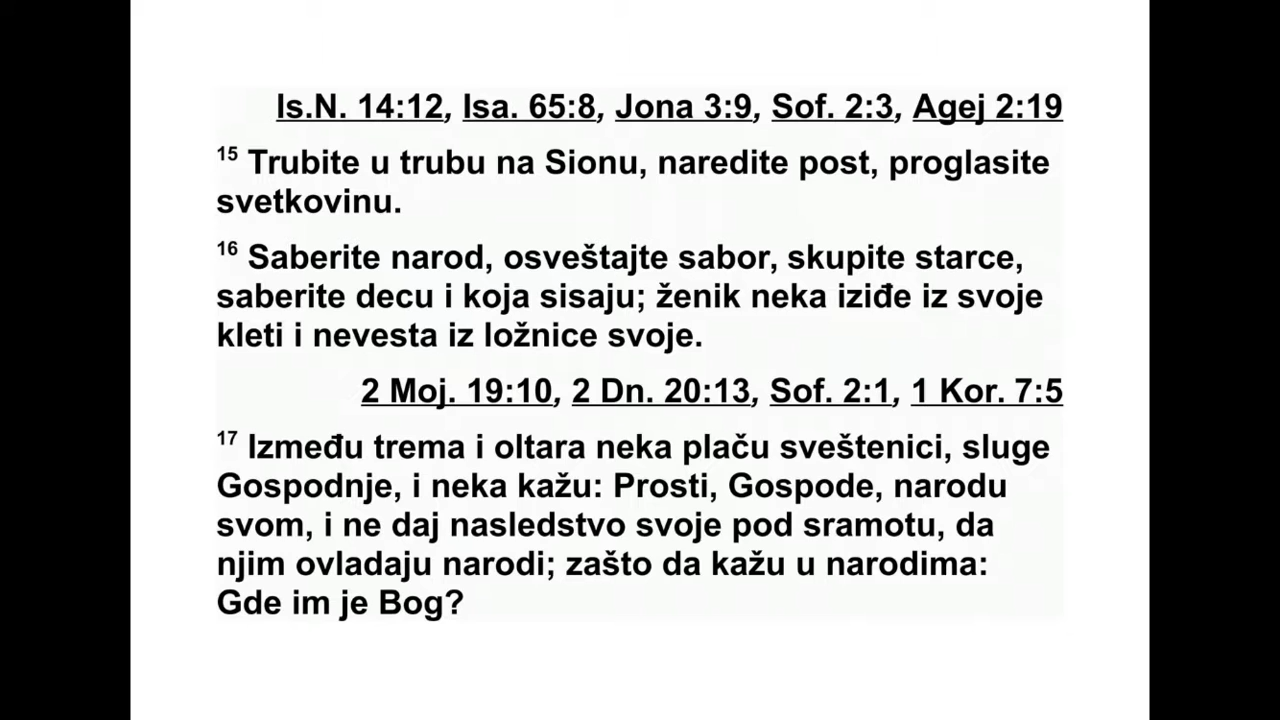 Is.N. 14:12, Isa. 65:8, Jona 3:9, Sof. 2:3, Agej 2:19
15 Trubite u trubu na Sionu, naredite post, proglasite
svetkovinu.
16 Saberite narod, osveštajte sabor, skupite starce,
saberite decu i koja sisaju; ženik neka iziđe iz svoje
kleti i nevesta iz ložnice svoje.
2 Moj. 19:10, 2 Dn. 20:13, Sof. 2:1, 1 Kor. 7:5
17 Između trema i oltara neka plaču sveštenici, sluge
Gospodnje, i neka kažu: Prosti, Gospode, narodu
svom, i ne daj nasledstvo svoje pod sramotu, da
njim ovladaju narodi; zašto da kažu u narodima:
Gde im je Bog?